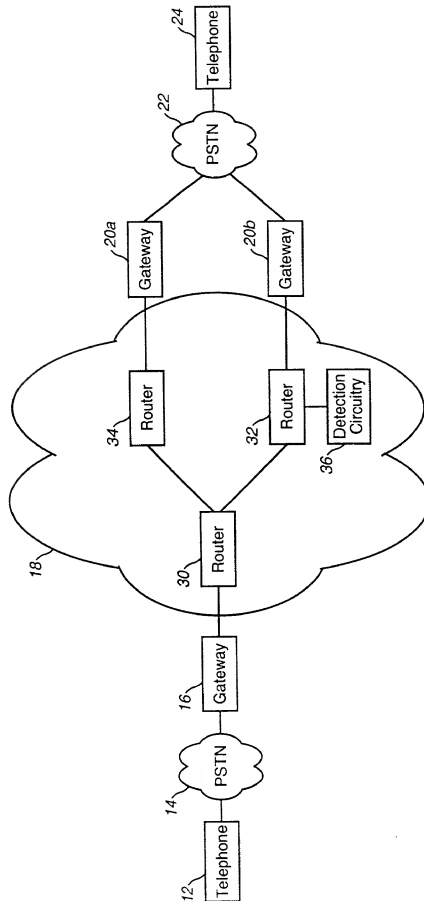 12
Telephone
14
PSTN
16
Gateway
18
30
Router
34
Router
32
Router
36
Detection
Circuitry
20a
Gateway
20b
Gateway
22
PSTN
24
Telephone